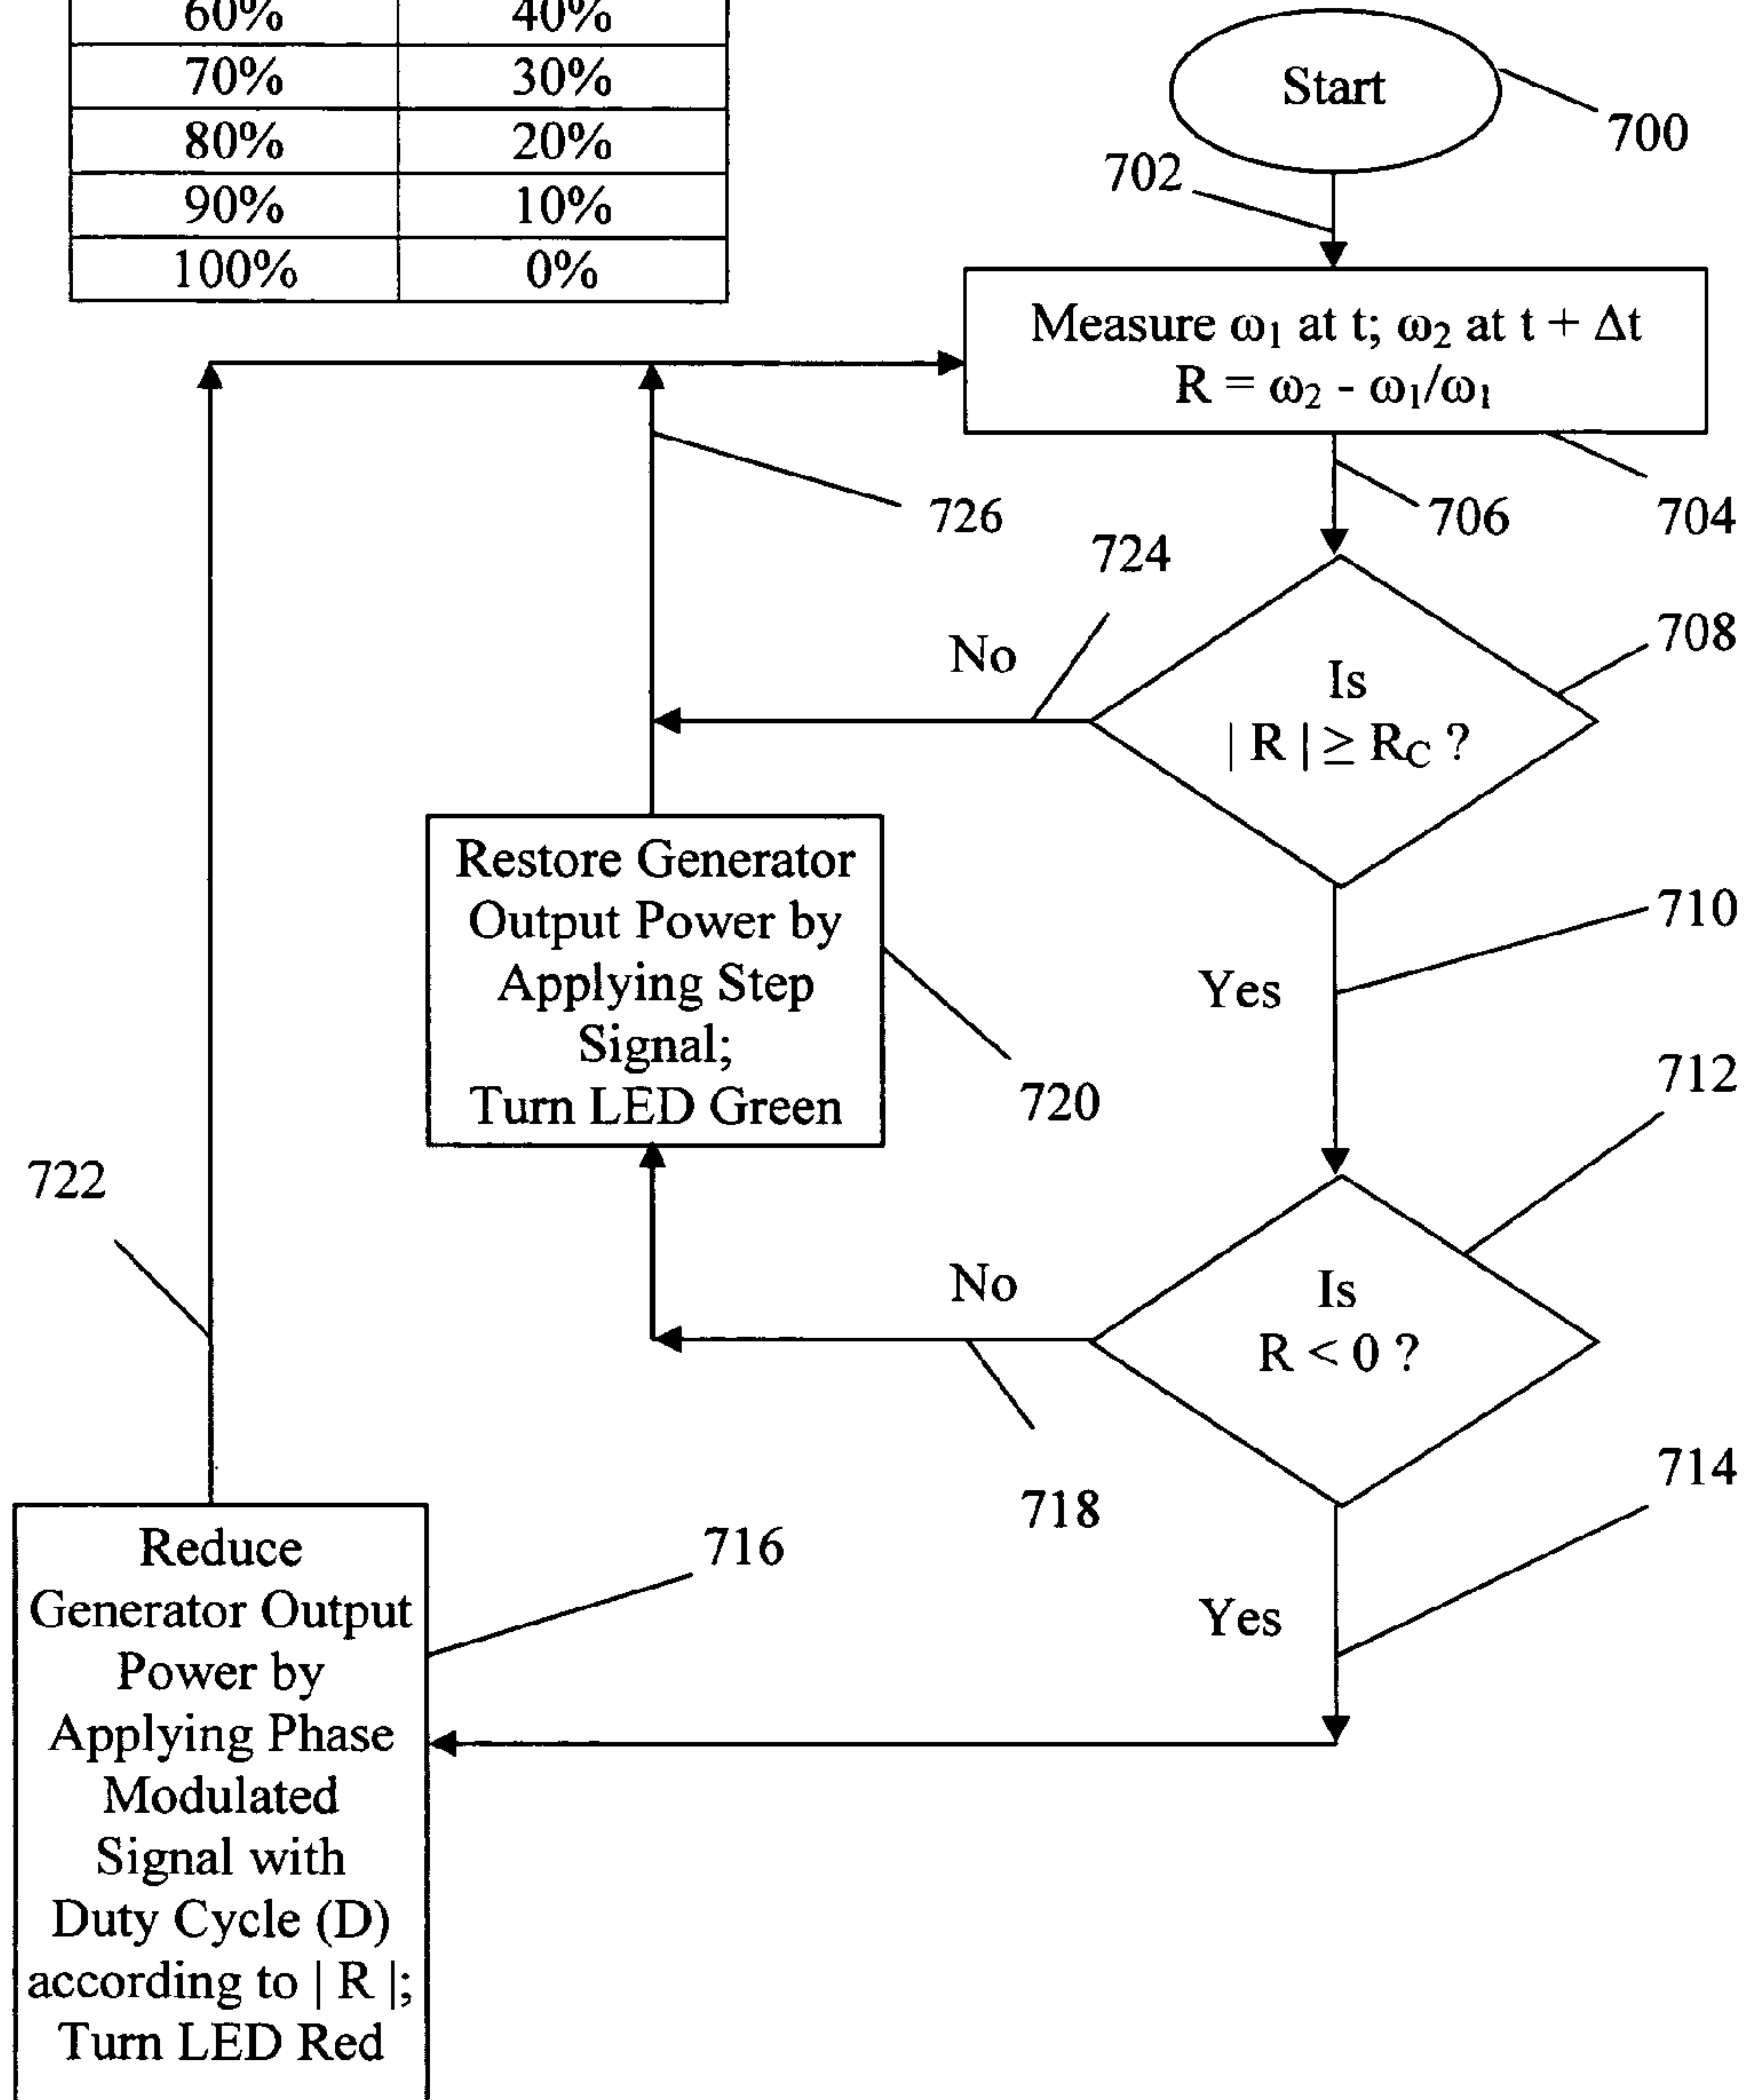 60% 40%
70% 30%
80% 20%
90% 10%
100% 0%
Start
700
702
Measure ω₁ at t; ω₂ at t + Δt
R = ω₂ - ω₁/ω₁
704
706
726
724
No
708
Is
| R | ≥ R_C ?
710
Yes
Restore Generator
Output Power by
Applying Step
Signal;
Turn LED Green
720
712
722
No
Is
R < 0 ?
718
714
Yes
716
Reduce
Generator Output
Power by
Applying Phase
Modulated
Signal with
Duty Cycle (D)
according to | R |;
Turn LED Red